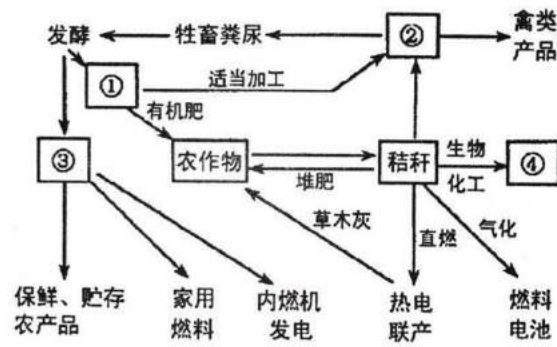 发酵
牲畜粪尿
②
禽类
产品
①
适当加工
有机肥
③
农作物
秸秆
生物
化工
④
堆肥
草木灰
直燃
气化
保鲜、贮存
农产品
家用
燃料
内燃机
发电
热电
联产
燃料
电池